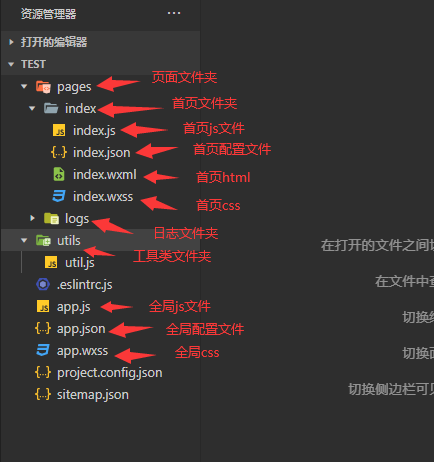 资源管理器
打开的编辑器
TEST
pages 页面文件夹
index 首页文件夹
index.js 首页js文件
index.json 首页配置文件
index.wxml 首页html
index.wxss 首页css
logs 日志文件夹
utils 工具类文件夹
util.js
.eslintrc.js
app.js 全局js文件
app.json 全局配置文件
app.wxss 全局css
project.config.json
sitemap.json
在打开的文件之间
在文件中
切换
切换
切换侧边栏可